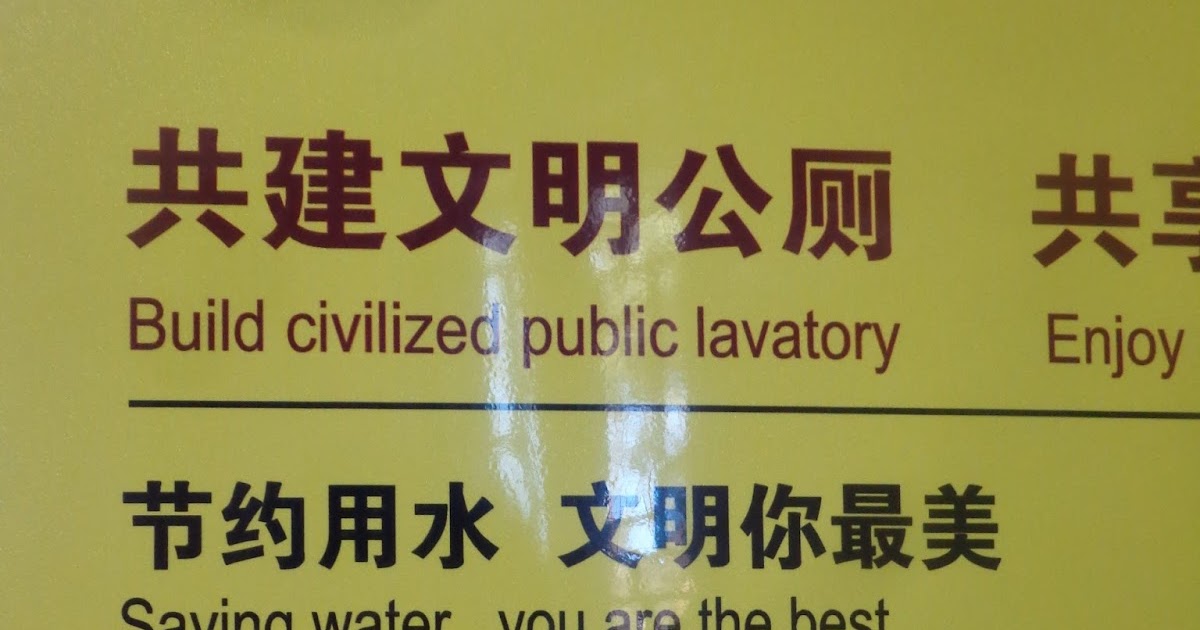 共建文明公厕 共享
Build civilized public lavatory Enjoy
节约用水 文明你最美
Saving water, you are the best